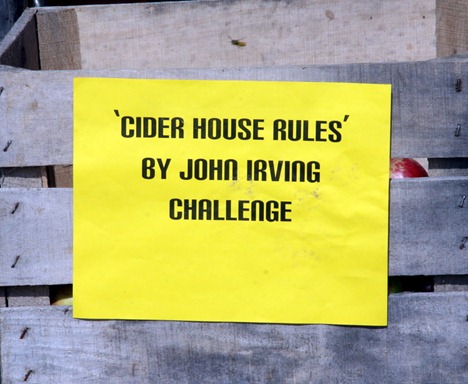 'CIDER HOUSE RULES'
BY JOHN IRVING
CHALLENGE